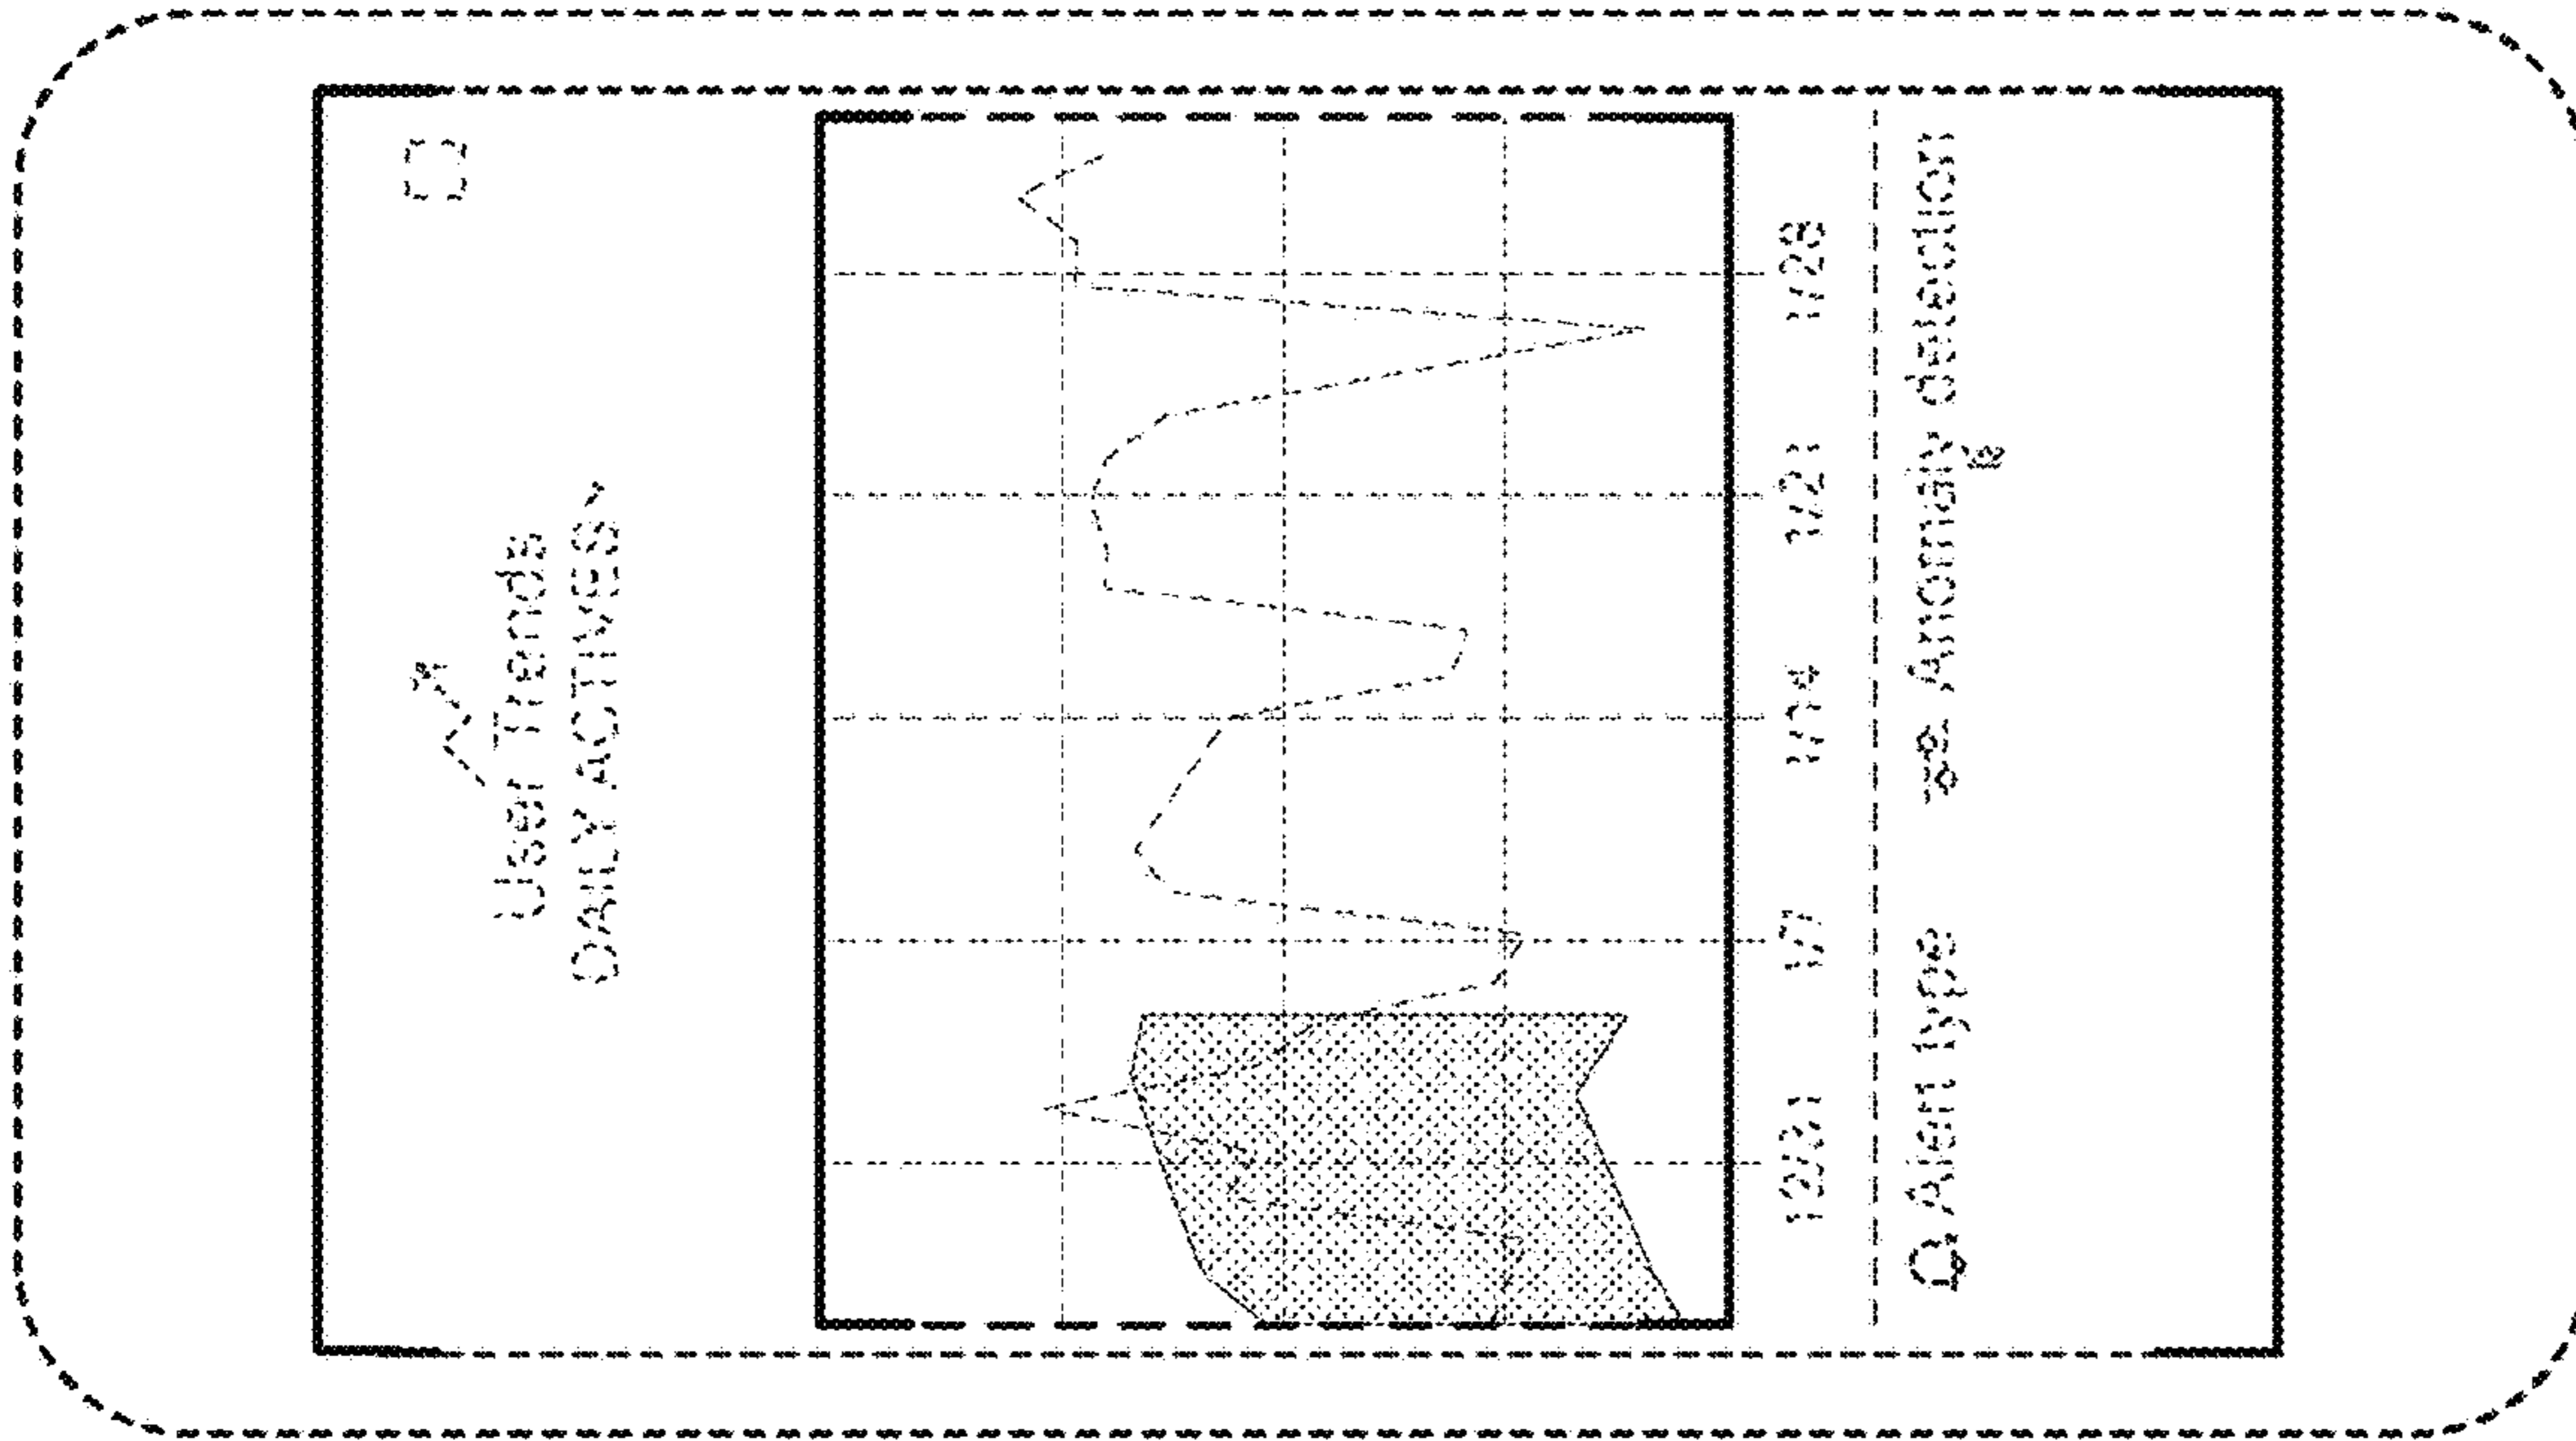 User Trends
DAILY ACTIVES
12/31 1/7 1/14 1/21 1/28
Alert type Anomaly detection